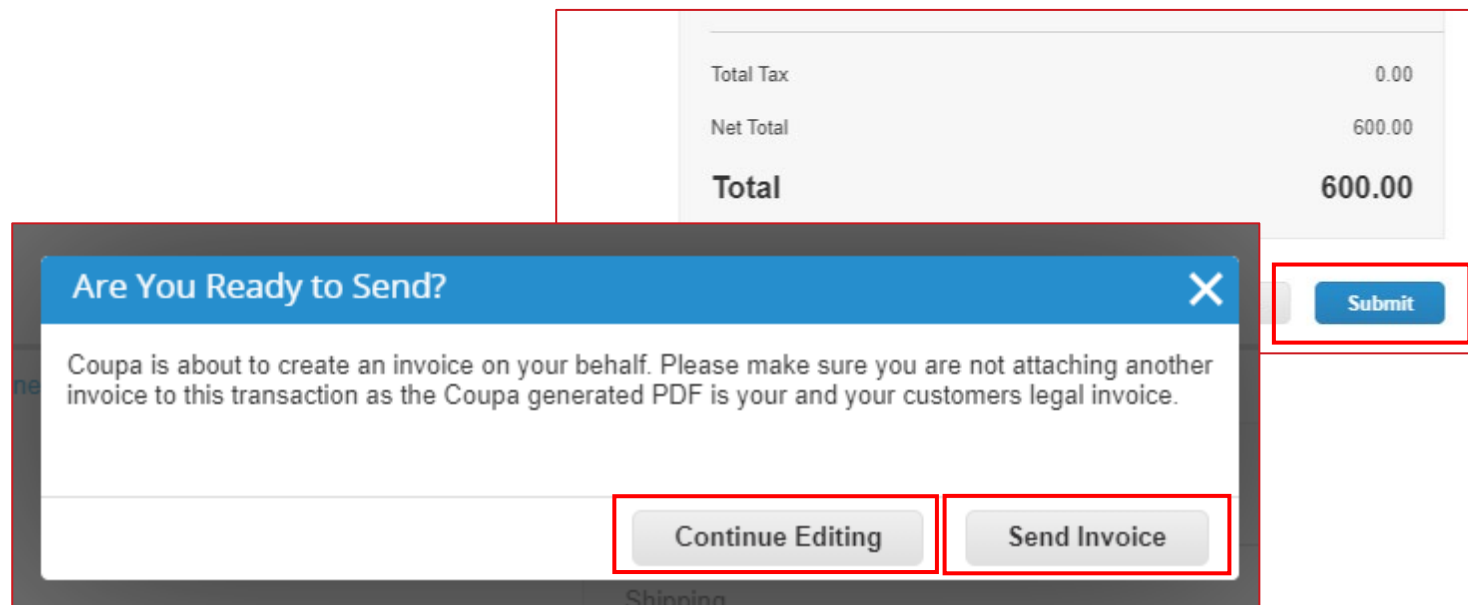 Total Tax 0.00
Net Total 600.00
Total 600.00
Submit
Are You Ready to Send?
Coupa is about to create an invoice on your behalf. Please make sure you are not attaching another
invoice to this transaction as the Coupa generated PDF is your and your customers legal invoice.
Continue Editing Send Invoice
Shipping